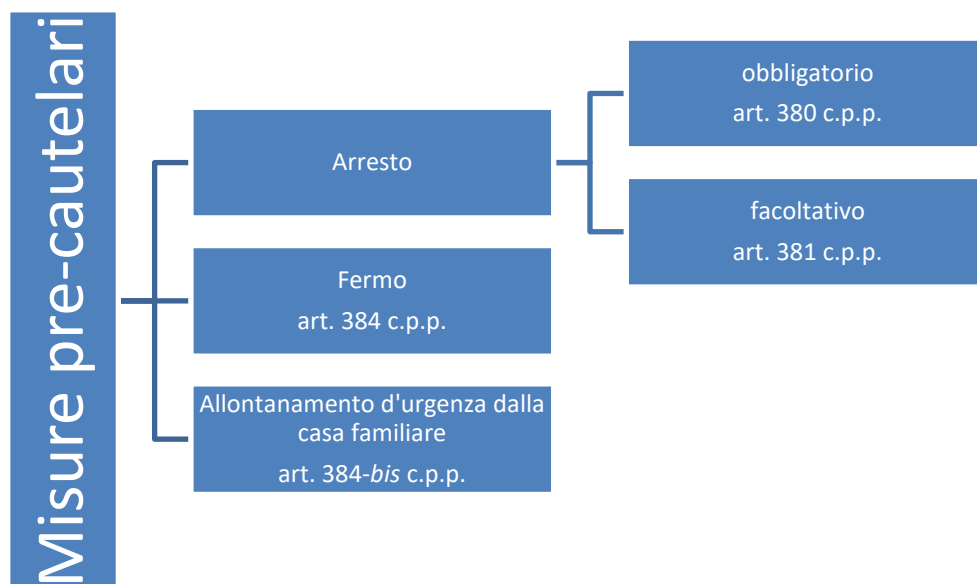 Misure pre-cautelari
Arresto
obbligatorio
art. 380 c.p.p.
facoltativo
art. 381 c.p.p.
Fermo
art. 384 c.p.p.
Allontanamento d'urgenza dalla
casa familiare
art. 384-bis c.p.p.